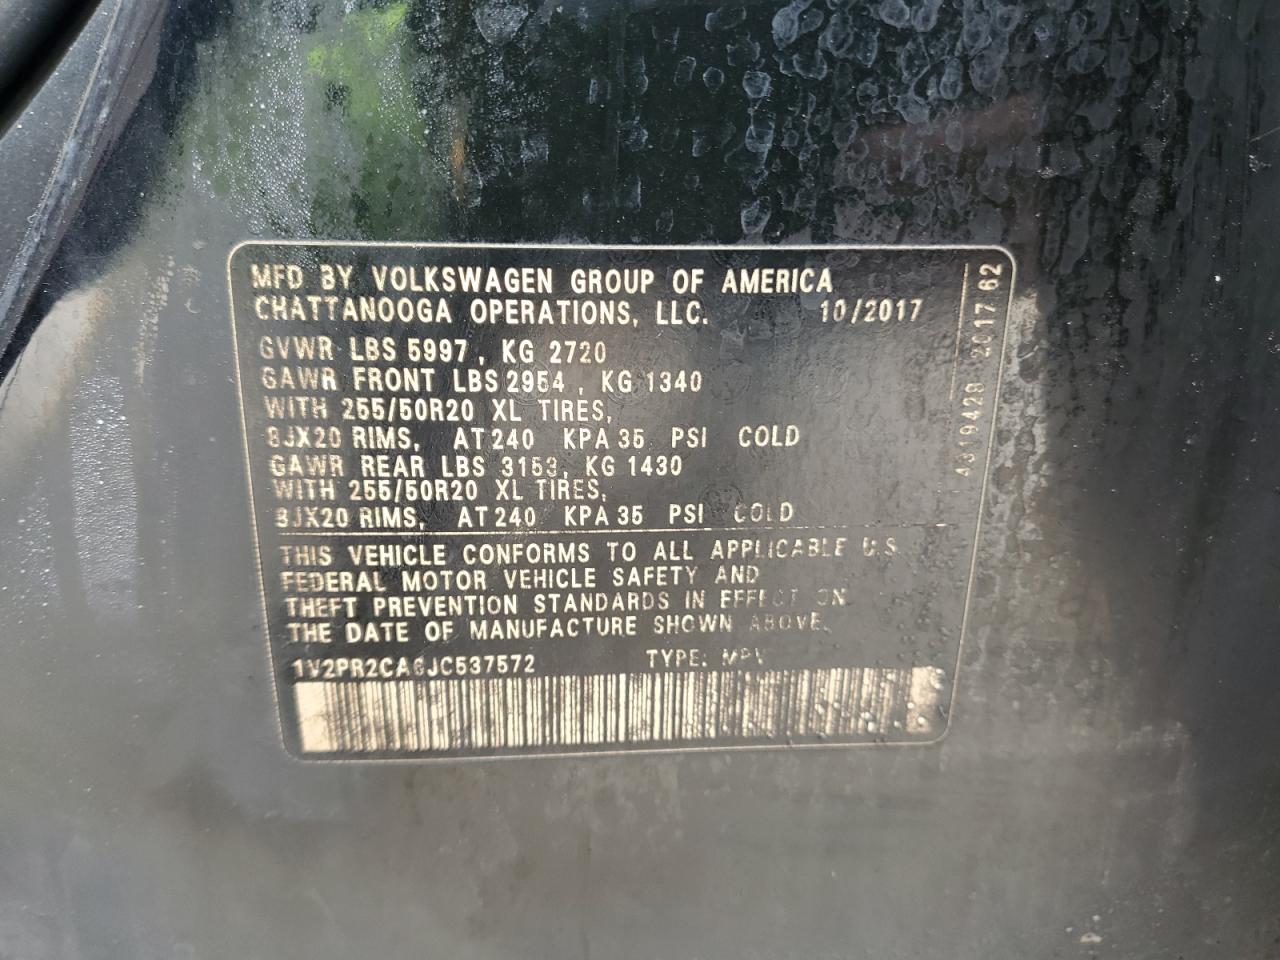 MFD BY VOLKSWAGEN GROUP OF AMERICA
CHATTANOOGA OPERATIONS, LLC. 10/2017
GVWR LBS 5997, KG 2720
GAWR FRONT LBS 2954, KG 1340
WITH 255/50R20 XL TIRES,
8JX20 RIMS, AT 240 KPA 35 PSI COLD
GAWR REAR LBS 3153, KG 1430
WITH 255/50R20 XL TIRES,
8JX20 RIMS, AT 240 KPA 35 PSI COLD
THIS VEHICLE CONFORMS TO ALL APPLICABLE U.S.
FEDERAL MOTOR VEHICLE SAFETY AND
THEFT PREVENTION STANDARDS IN EFFECT ON
THE DATE OF MANUFACTURE SHOWN ABOVE.
TYPE: MPV
4319428 2017 62